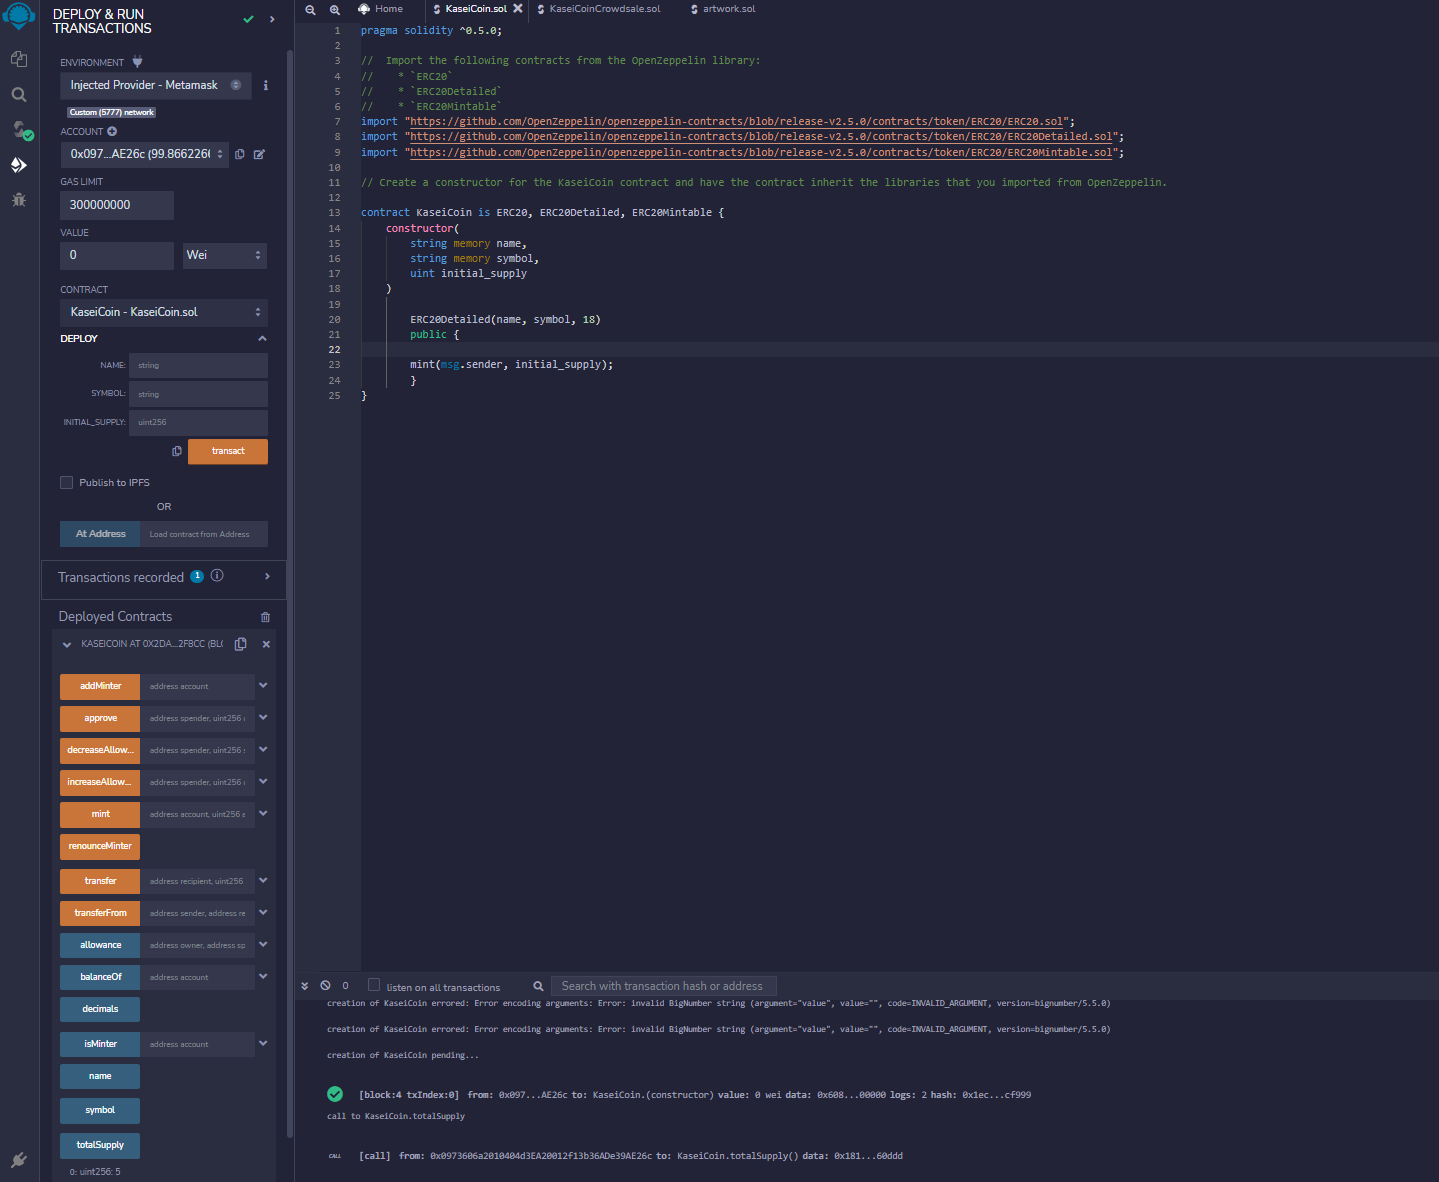 DEPLOY & RUN
TRANSACTIONS
ENVIRONMENT
Injected Provider - Metamask
Custom (5777) network
ACCOUNT
0x097...AE26c (99.866226
GAS LIMIT
300000000
VALUE
0
Wei
CONTRACT
KaseiCoin - KaseiCoin.sol
DEPLOY
NAME: string
SYMBOL: string
INITIAL_SUPPLY: uint256
transact
Publish to IPFS
OR
At Address Load contract from Address
Transactions recorded 1
Deployed Contracts
KASEICOIN AT 0X2DA...2F8CC (BLO
addMinter address account
approve address spender, uint256 a
decreaseAllow... address spender, uint256 s
increaseAllow... address spender, uint256 a
mint address account, uint256 a
renounceMinter
transfer address recipient, uint256
transferFrom address sender, address re
allowance address owner, address sp
balanceOf address account
decimals
isMinter address account
name
symbol
totalSupply
0: uint256: 5
Home KaseiCoin.sol KaseiCoinCrowdsale.sol artwork.sol
1 pragma solidity ^0.5.0;
2
3 //  Import the following contracts from the OpenZeppelin library:
4 //    * `ERC20`
5 //    * `ERC20Detailed`
6 //    * `ERC20Mintable`
7 import "https://github.com/OpenZeppelin/openzeppelin-contracts/blob/release-v2.5.0/contracts/token/ERC20/ERC20.sol";
8 import "https://github.com/OpenZeppelin/openzeppelin-contracts/blob/release-v2.5.0/contracts/token/ERC20/ERC20Detailed.sol";
9 import "https://github.com/OpenZeppelin/openzeppelin-contracts/blob/release-v2.5.0/contracts/token/ERC20/ERC20Mintable.sol";
10
11 // Create a constructor for the KaseiCoin contract and have the contract inherit the libraries that you imported from OpenZeppelin.
12
13 contract KaseiCoin is ERC20, ERC20Detailed, ERC20Mintable {
14     constructor(
15         string memory name,
16         string memory symbol,
17         uint initial_supply
18     )
19
20         ERC20Detailed(name, symbol, 18)
21         public {
22
23         mint(msg.sender, initial_supply);
24         }
25 }
0 listen on all transactions Search with transaction hash or address
creation of KaseiCoin errored: Error encoding arguments: Error: invalid BigNumber string (argument="value", value="", code=INVALID_ARGUMENT, version=bignumber/5.5.0)
creation of KaseiCoin errored: Error encoding arguments: Error: invalid BigNumber string (argument="value", value="", code=INVALID_ARGUMENT, version=bignumber/5.5.0)
creation of KaseiCoin pending...
[block:4 txIndex:0] from: 0x097...AE26c to: KaseiCoin.(constructor) value: 0 wei data: 0x608...00000 logs: 2 hash: 0x1ec...cf999
call to KaseiCoin.totalSupply
CALL [call] from: 0x0973606a2010404d3EA20012f13b36ADe39AE26c to: KaseiCoin.totalSupply() data: 0x181...60ddd